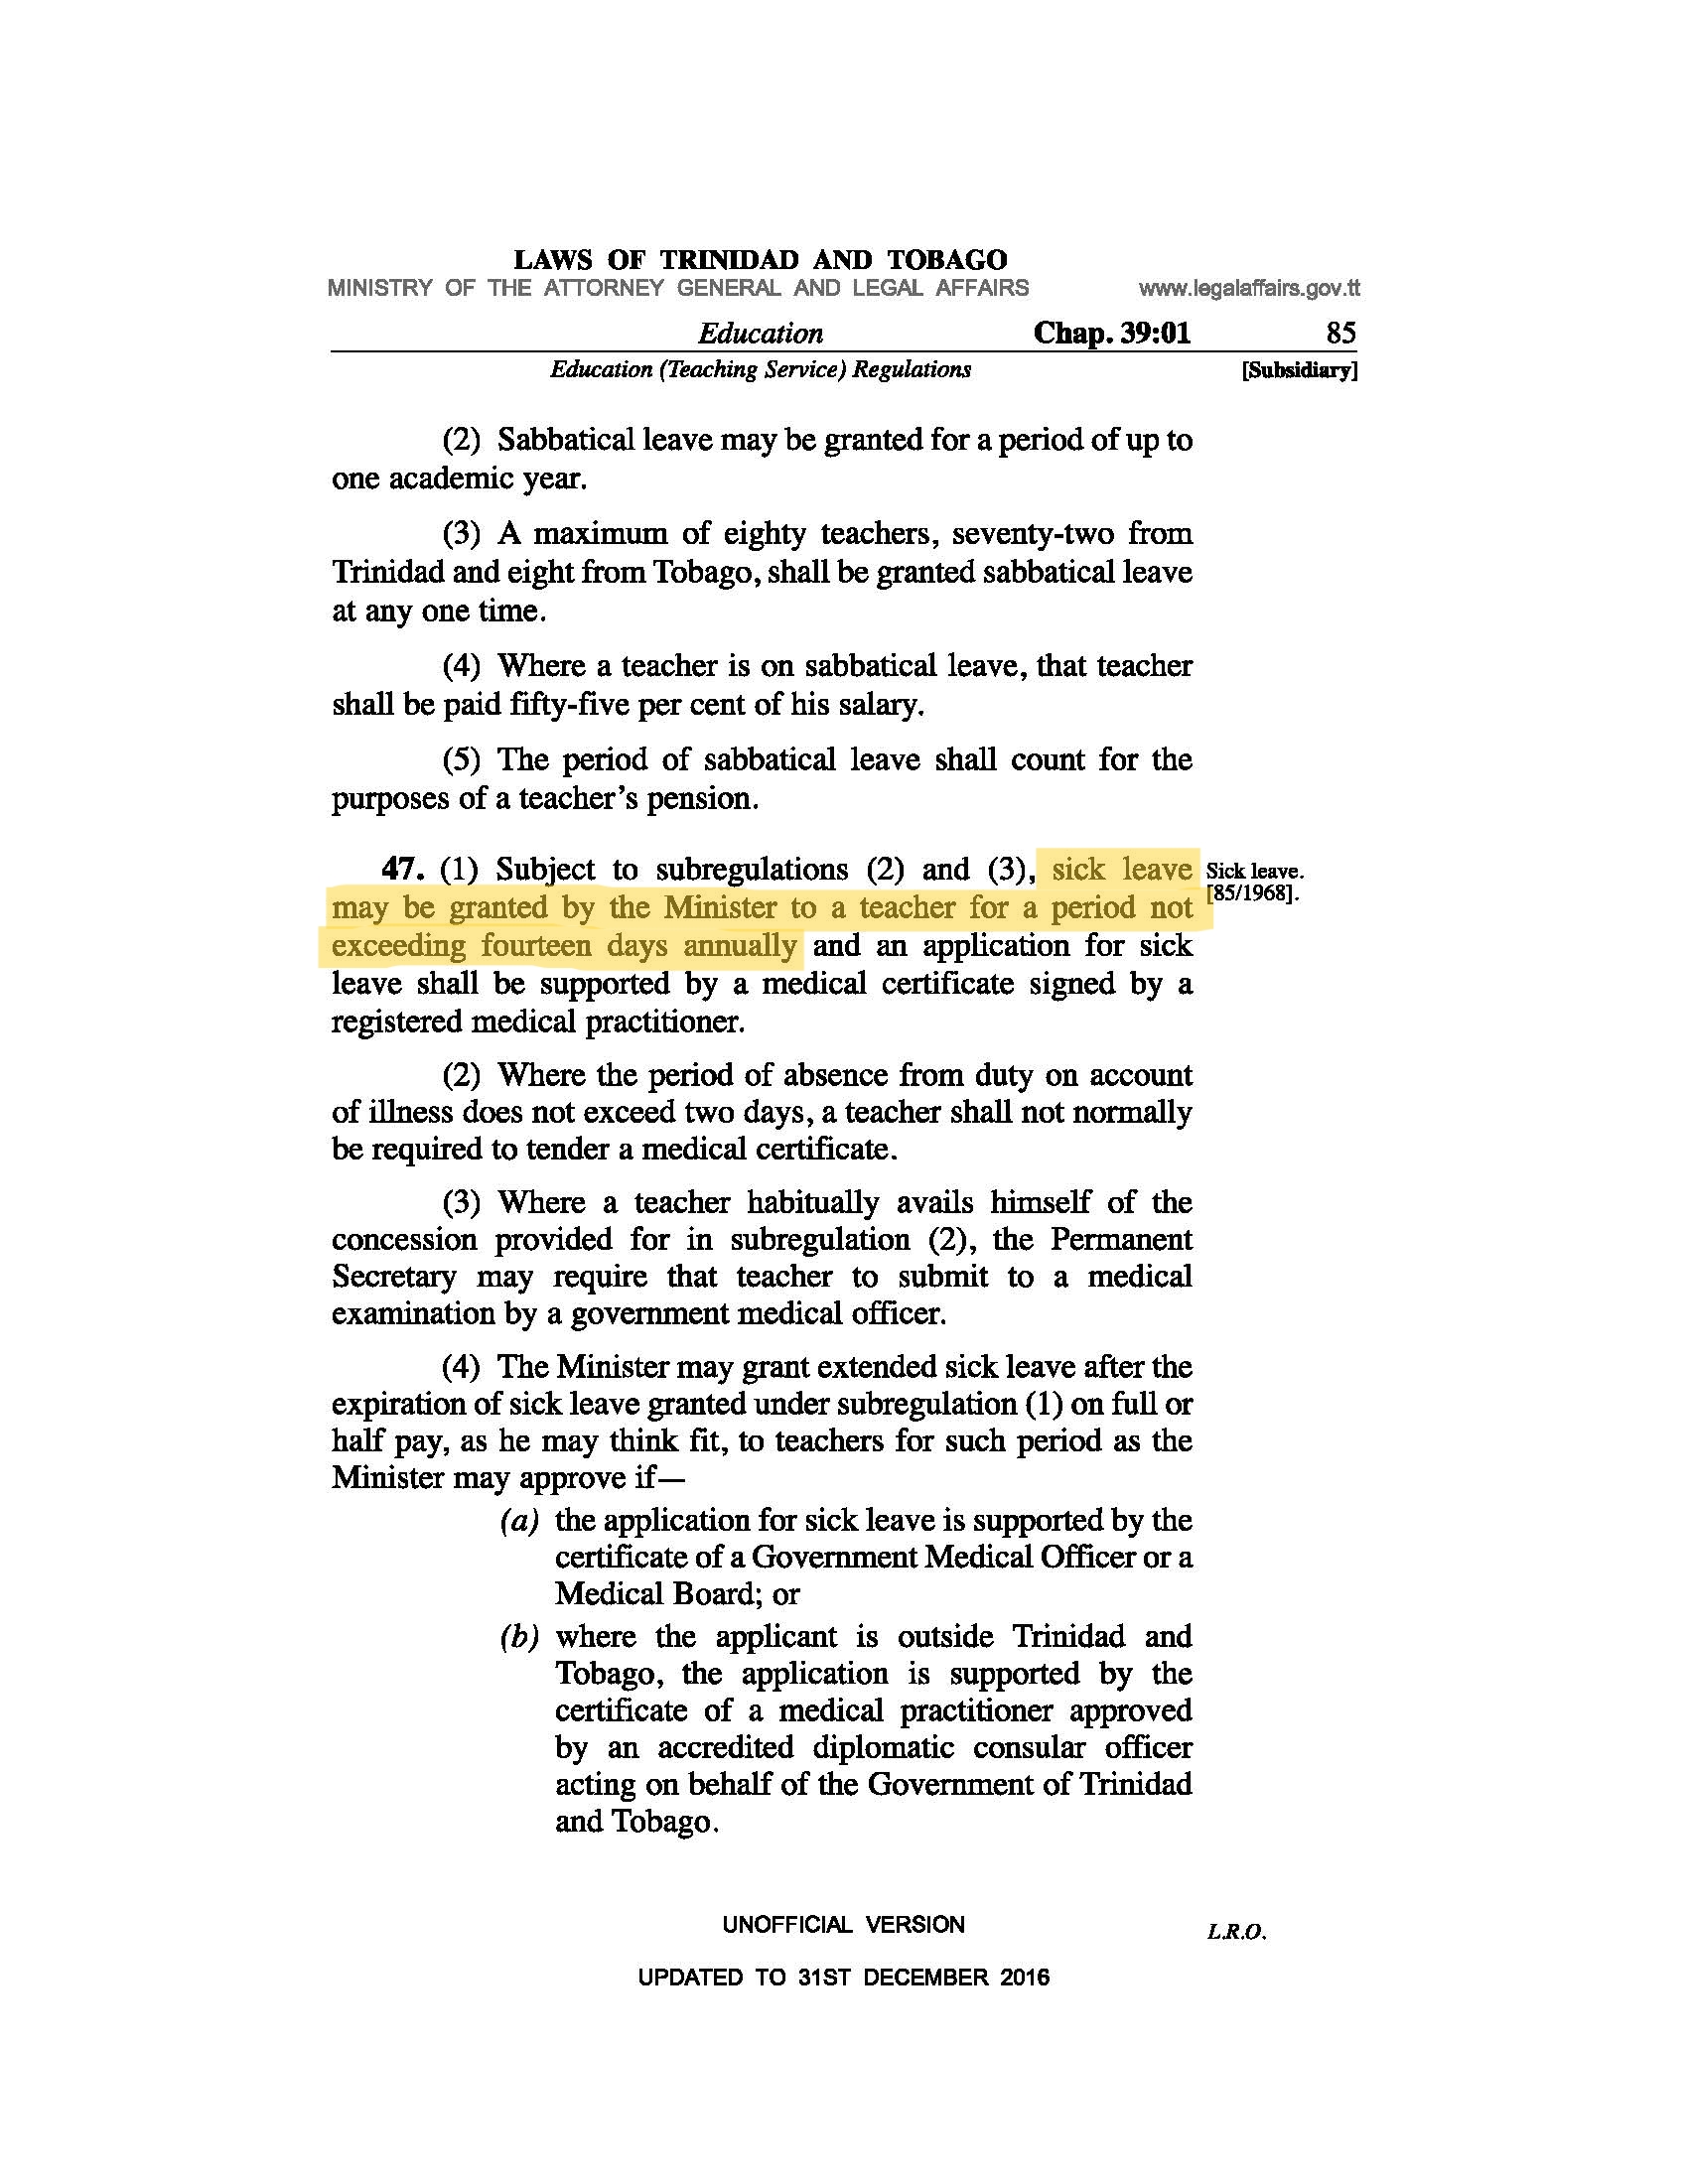 LAWS OF TRINIDAD AND TOBAGO
MINISTRY OF THE ATTORNEY GENERAL AND LEGAL AFFAIRS www.legalaffairs.gov.tt
Education Chap. 39:01 85
Education (Teaching Service) Regulations [Subsidiary]
(2) Sabbatical leave may be granted for a period of up to
one academic year.
(3) A maximum of eighty teachers, seventy-two from
Trinidad and eight from Tobago, shall be granted sabbatical leave
at any one time.
(4) Where a teacher is on sabbatical leave, that teacher
shall be paid fifty-five per cent of his salary.
(5) The period of sabbatical leave shall count for the
purposes of a teacher's pension.
47. (1) Subject to subregulations (2) and (3), sick leave
may be granted by the Minister to a teacher for a period not
exceeding fourteen days annually and an application for sick
leave shall be supported by a medical certificate signed by a
registered medical practitioner.
Sick leave.
[85/1968].
(2) Where the period of absence from duty on account
of illness does not exceed two days, a teacher shall not normally
be required to tender a medical certificate.
(3) Where a teacher habitually avails himself of the
concession provided for in subregulation (2), the Permanent
Secretary may require that teacher to submit to a medical
examination by a government medical officer.
(4) The Minister may grant extended sick leave after the
expiration of sick leave granted under subregulation (1) on full or
half pay, as he may think fit, to teachers for such period as the
Minister may approve if—
(a) the application for sick leave is supported by the
certificate of a Government Medical Officer or a
Medical Board; or
(b) where the applicant is outside Trinidad and
Tobago, the application is supported by the
certificate of a medical practitioner approved
by an accredited diplomatic consular officer
acting on behalf of the Government of Trinidad
and Tobago.
UNOFFICIAL VERSION
L.R.O.
UPDATED TO 31ST DECEMBER 2016